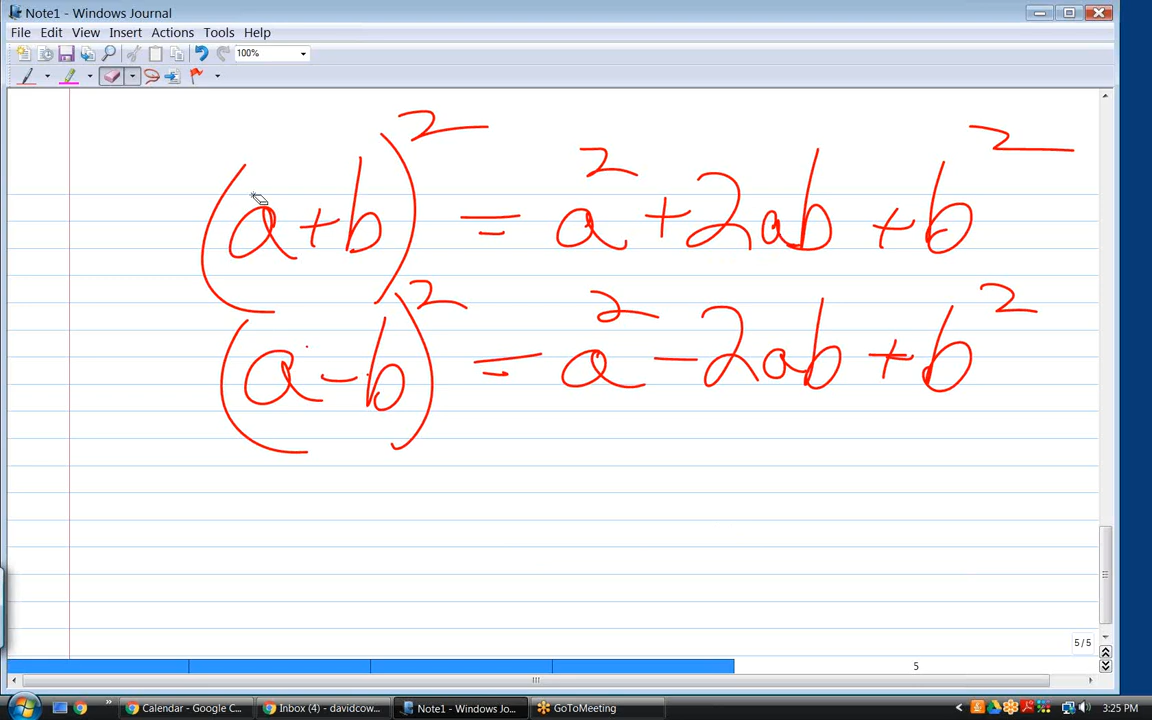 Note1 - Windows Journal
File Edit View Insert Actions Tools Help
100%
(a+b)² = a² + 2ab + b²
(a-b)² = a² - 2ab + b²
5/5
5
Calendar - Google C... Inbox (4) - davidcow... Note1 - Windows Jo... GoToMeeting 3:25 PM